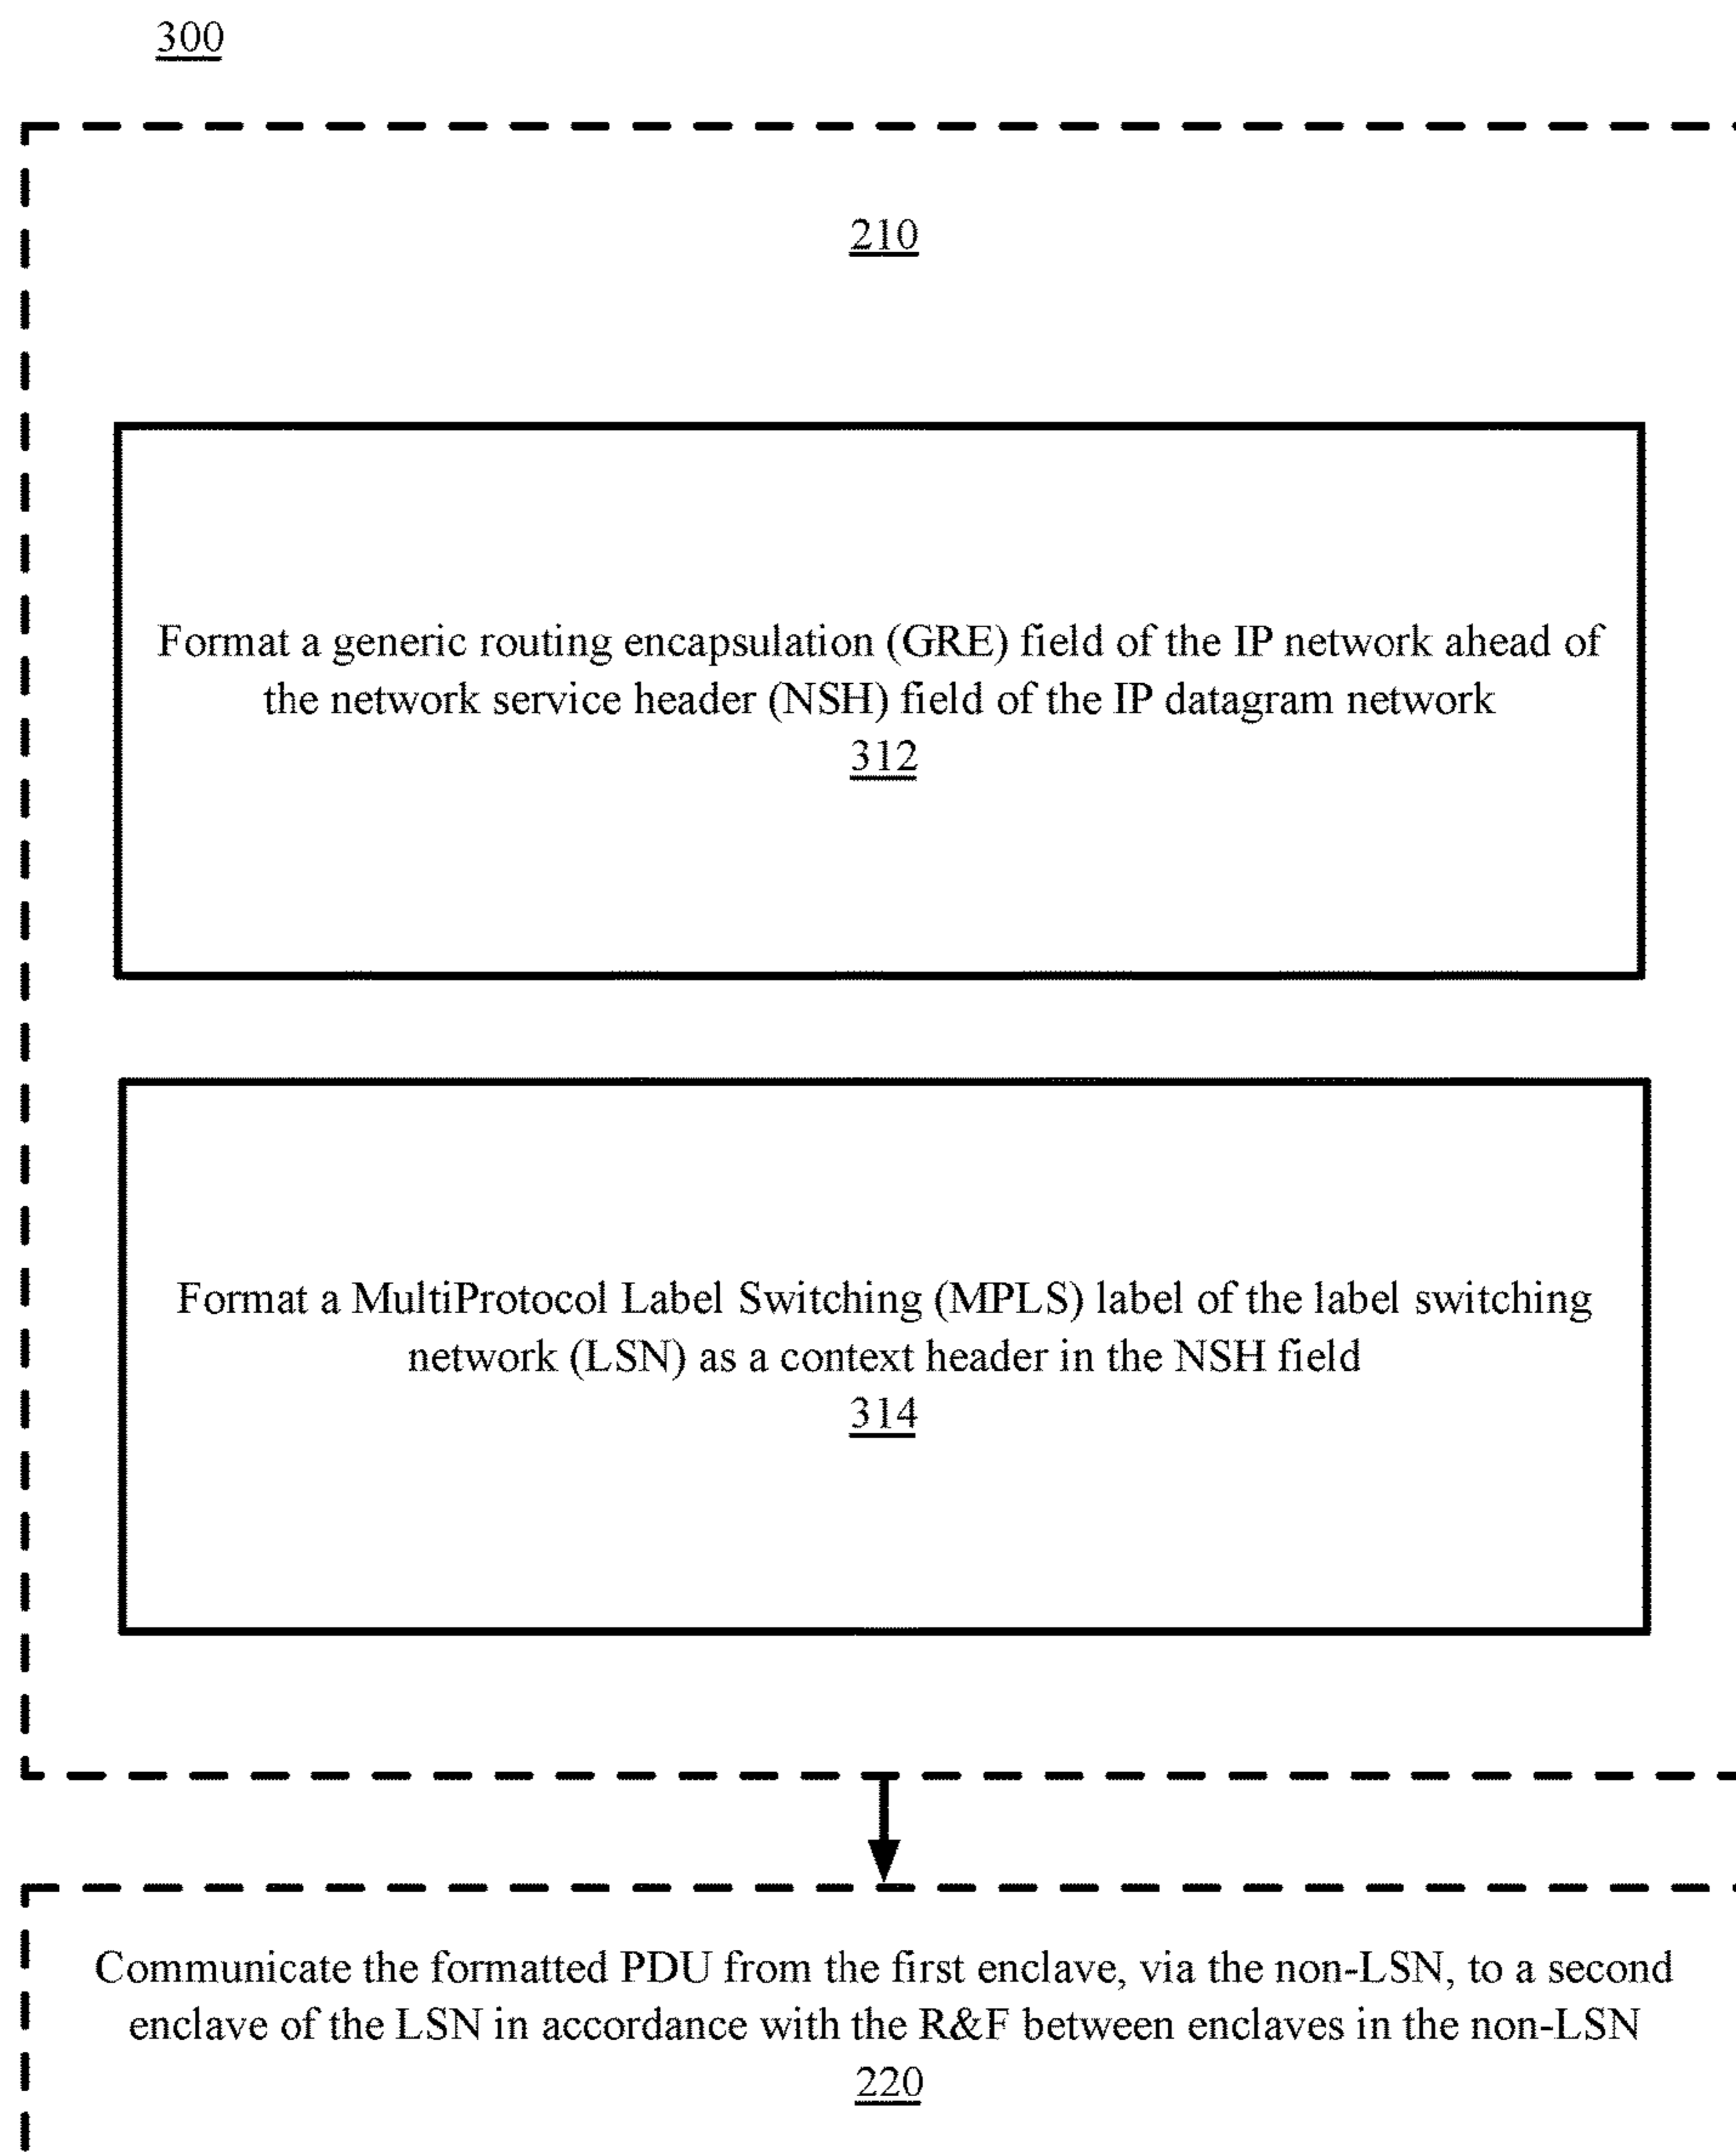 300
210
Format a generic routing encapsulation (GRE) field of the IP network ahead of
the network service header (NSH) field of the IP datagram network
312
Format a MultiProtocol Label Switching (MPLS) label of the label switching
network (LSN) as a context header in the NSH field
314
Communicate the formatted PDU from the first enclave, via the non-LSN, to a second
enclave of the LSN in accordance with the R&F between enclaves in the non-LSN
220